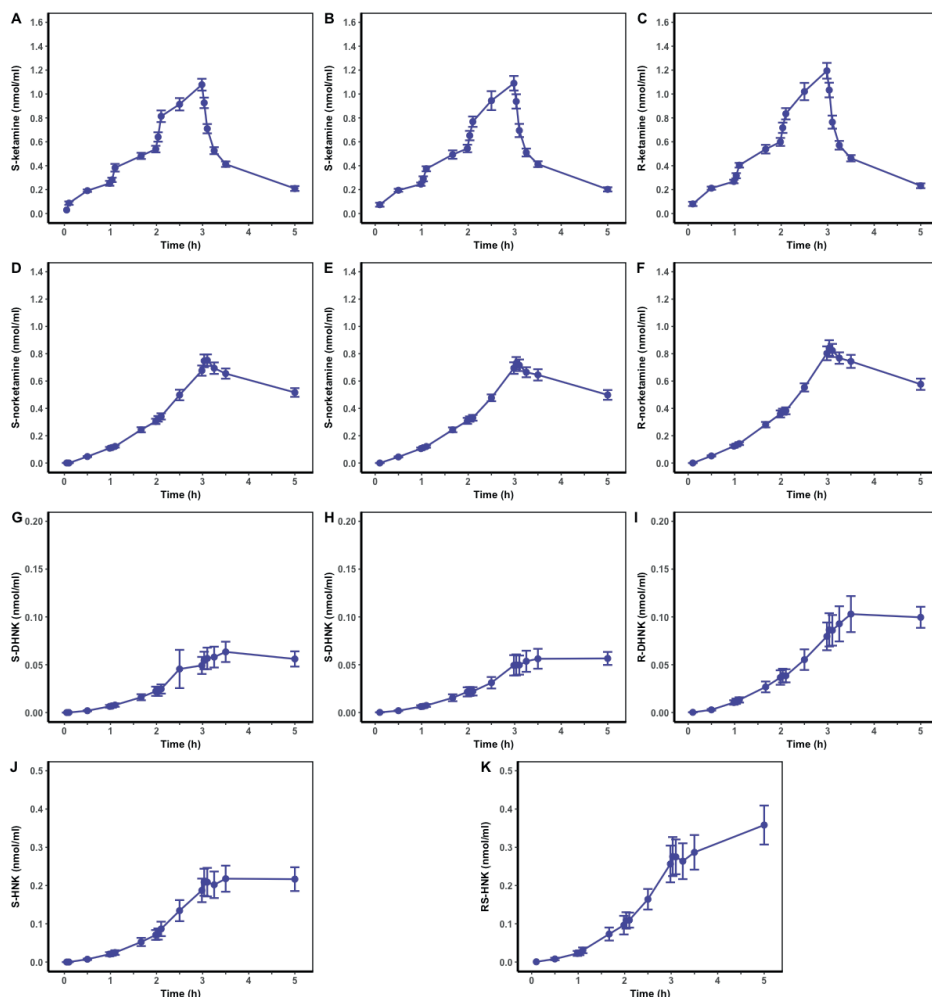 A
S-ketamine (nmol/ml)
1.6
1.4
1.2
1.0
0.8
0.6
0.4
0.2
0.0
0 1 2 3 4 5
Time (h)
B
S-ketamine (nmol/ml)
1.6
1.4
1.2
1.0
0.8
0.6
0.4
0.2
0.0
0 1 2 3 4 5
Time (h)
C
R-ketamine (nmol/ml)
1.6
1.4
1.2
1.0
0.8
0.6
0.4
0.2
0.0
0 1 2 3 4 5
Time (h)
D
S-norketamine (nmol/ml)
1.4
1.2
1.0
0.8
0.6
0.4
0.2
0.0
0 1 2 3 4 5
Time (h)
E
S-norketamine (nmol/ml)
1.4
1.2
1.0
0.8
0.6
0.4
0.2
0.0
0 1 2 3 4 5
Time (h)
F
R-norketamine (nmol/ml)
1.4
1.2
1.0
0.8
0.6
0.4
0.2
0.0
0 1 2 3 4 5
Time (h)
G
S-DHNK (nmol/ml)
0.20
0.15
0.10
0.05
0.00
0 1 2 3 4 5
Time (h)
H
S-DHNK (nmol/ml)
0.20
0.15
0.10
0.05
0.00
0 1 2 3 4 5
Time (h)
I
R-DHNK (nmol/ml)
0.20
0.15
0.10
0.05
0.00
0 1 2 3 4 5
Time (h)
J
S-HNK (nmol/ml)
0.5
0.4
0.3
0.2
0.1
0.0
0 1 2 3 4 5
Time (h)
K
RS-HNK (nmol/ml)
0.5
0.4
0.3
0.2
0.1
0.0
0 1 2 3 4 5
Time (h)